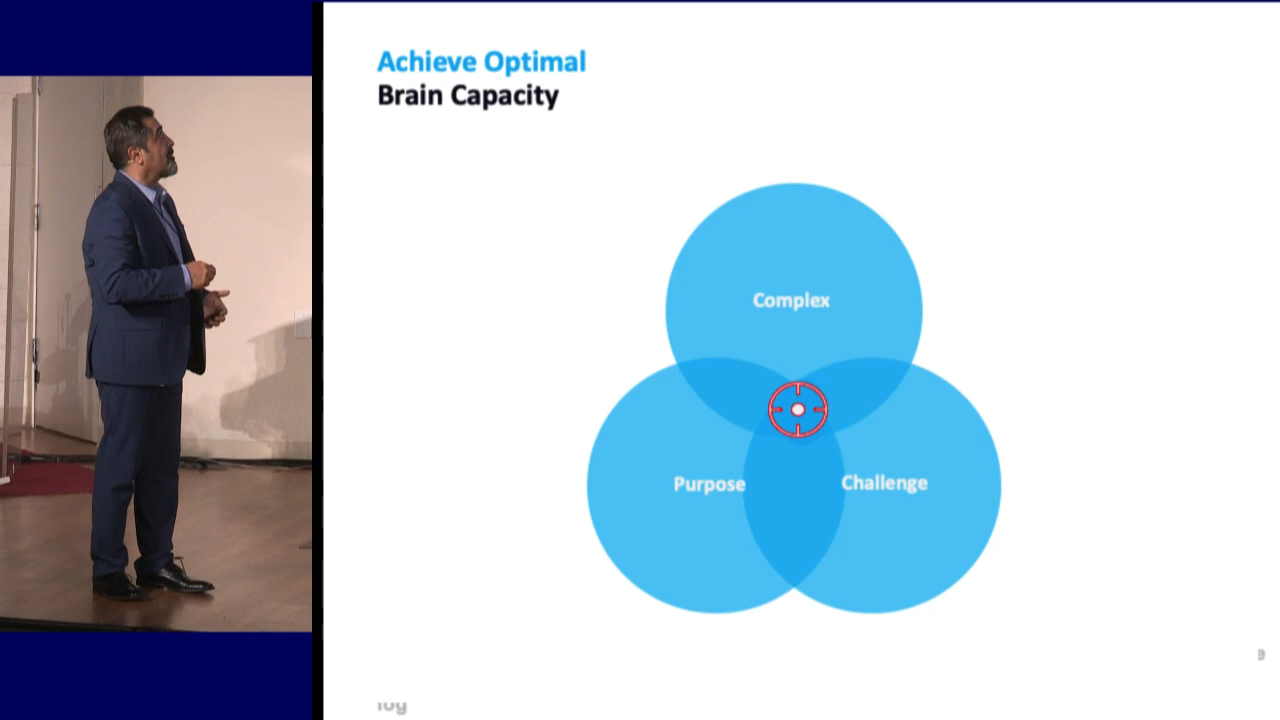 Achieve Optimal
Brain Capacity
Complex
Purpose
Challenge